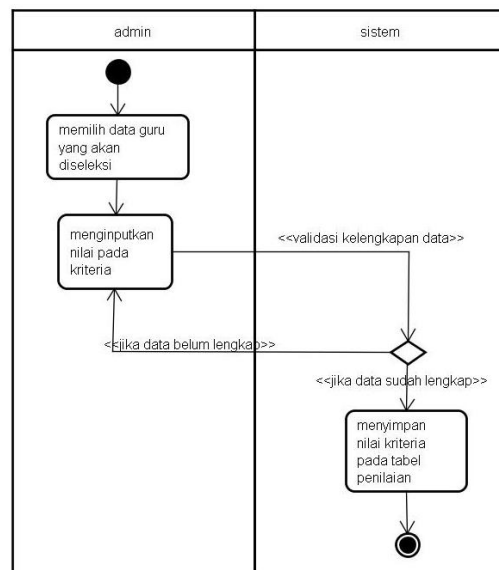 admin
sistem
memilih data guru
yang akan
diseleksi
menginputkan
nilai pada
kriteria
<<validasi kelengkapan data>>
<<jika data belum lengkap>>
<<jika data sudah lengkap>>
menyimpan
nilai kriteria
pada tabel
penilaian